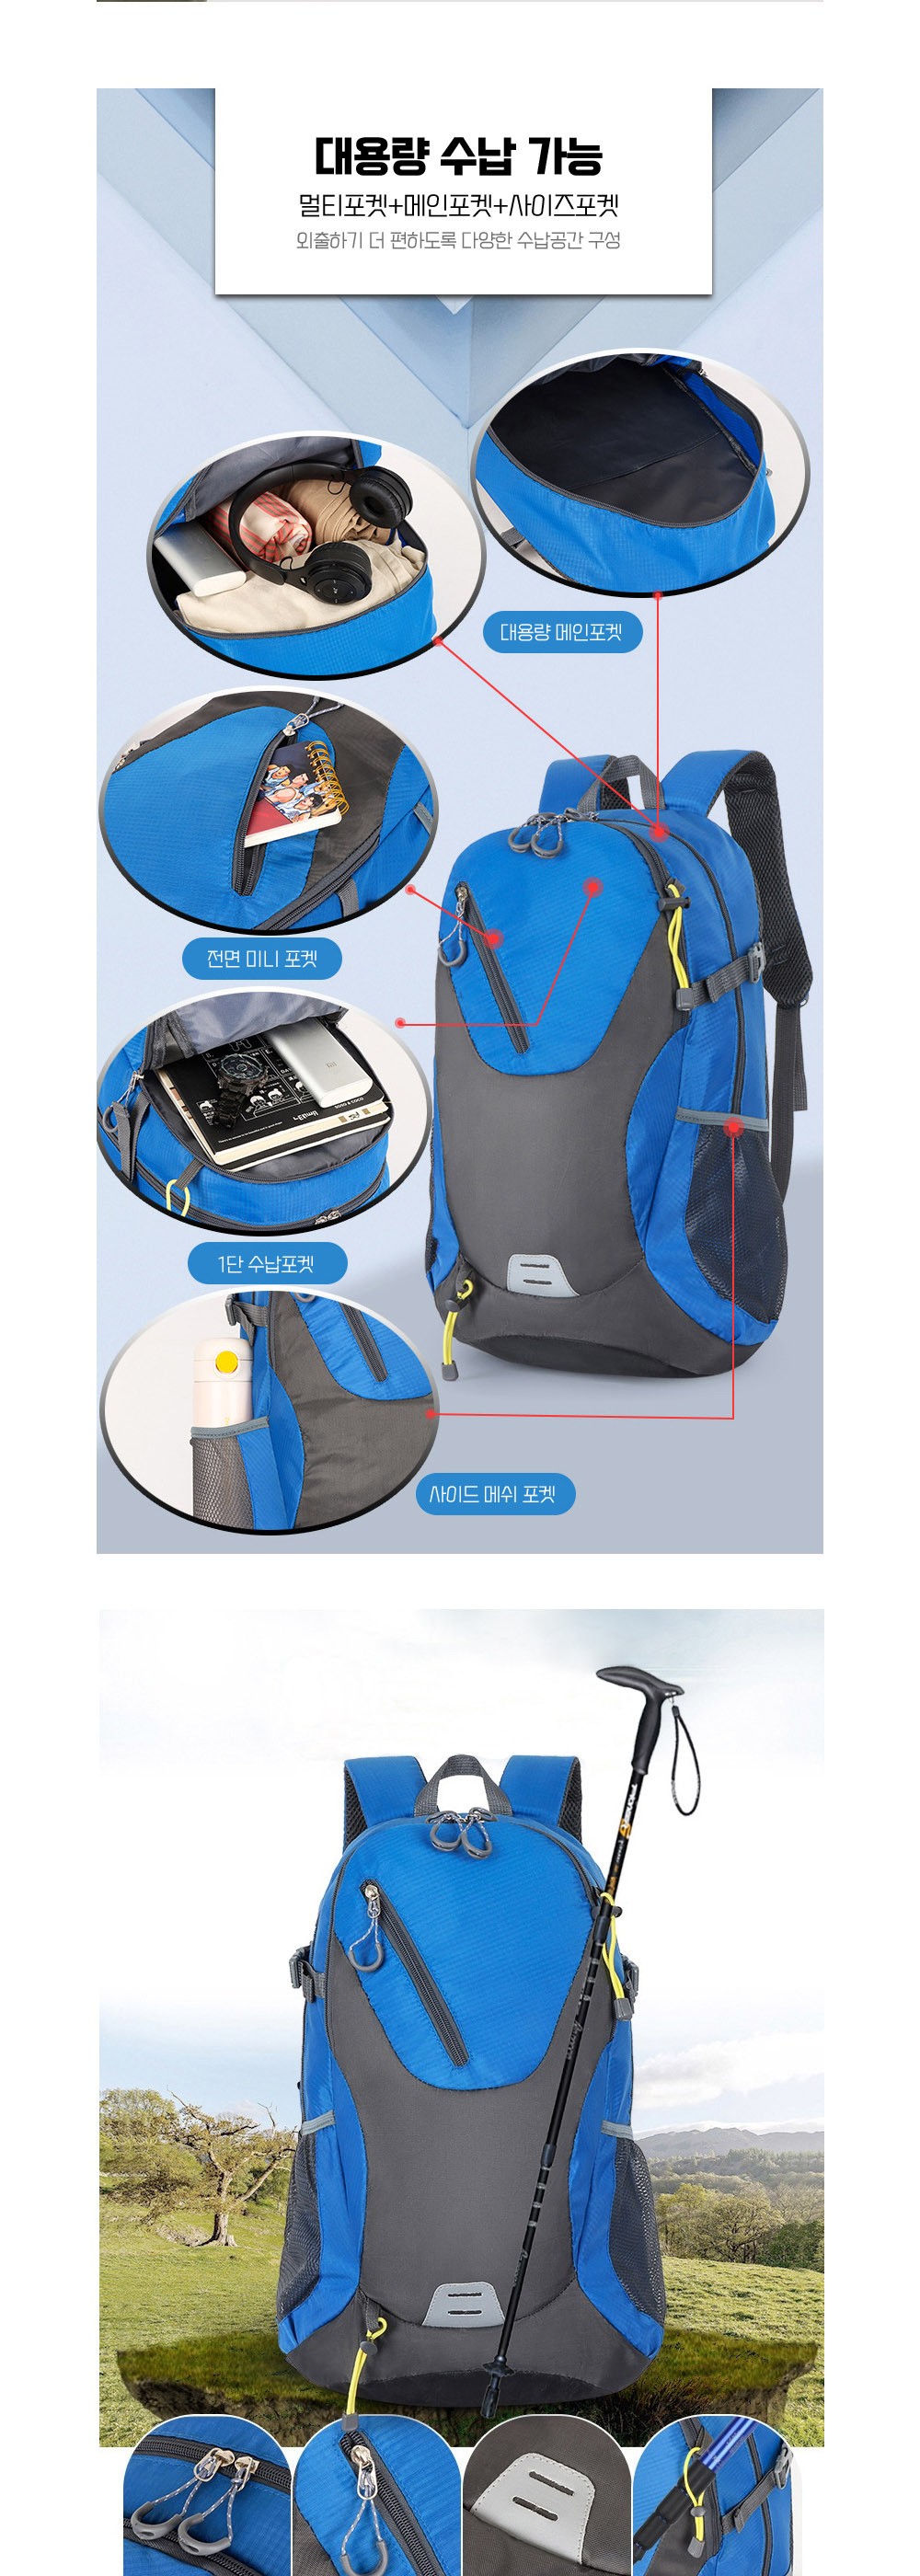 대용량 수납 가능
멀티포켓+메인포켓+사이즈포켓
외출하기 더 편하도록 다양한 수납공간 구성
대용량 메인포켓
전면 미니 포켓
1단 수납포켓
사이드 메쉬 포켓